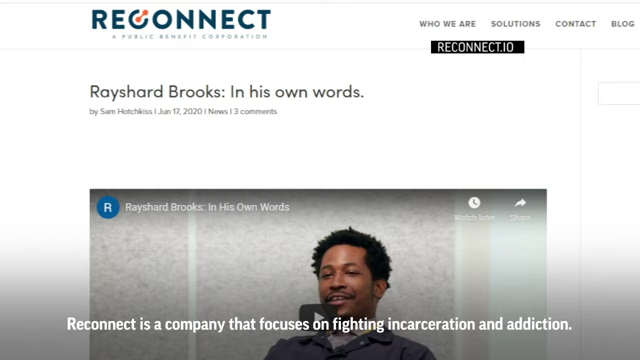 RECONNECT
A PUBLIC BENEFIT CORPORATION
WHO WE ARE SOLUTIONS CONTACT BLOG
RECONNECT.IO
Rayshard Brooks: In his own words.
by Sam Hotchkiss | Jun 17, 2020 | News | 3 comments
R Rayshard Brooks: In His Own Words
Watch later Share
Reconnect is a company that focuses on fighting incarceration and addiction.